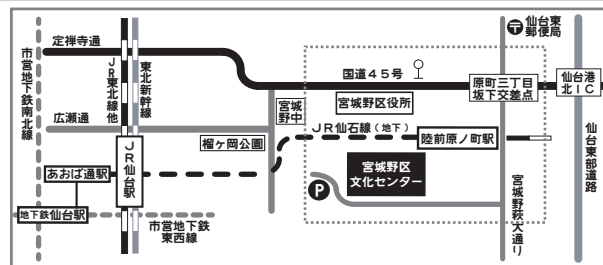 市営地下鉄南北線
定禅寺通
JR東北線他
東北新幹線
広瀬通
JR仙台駅
あおば通駅
地下鉄仙台駅
市営地下鉄
東西線
榴ヶ岡公園
宮城
野中
国道45号
宮城野区役所
JR仙石線(地下)
陸前原ノ町駅
宮城野区
文化センター
P
〒仙台東
郵便局
原町三丁目
坂下交差点
宮城野萩大通り
仙台港
北IC
仙台東部道路